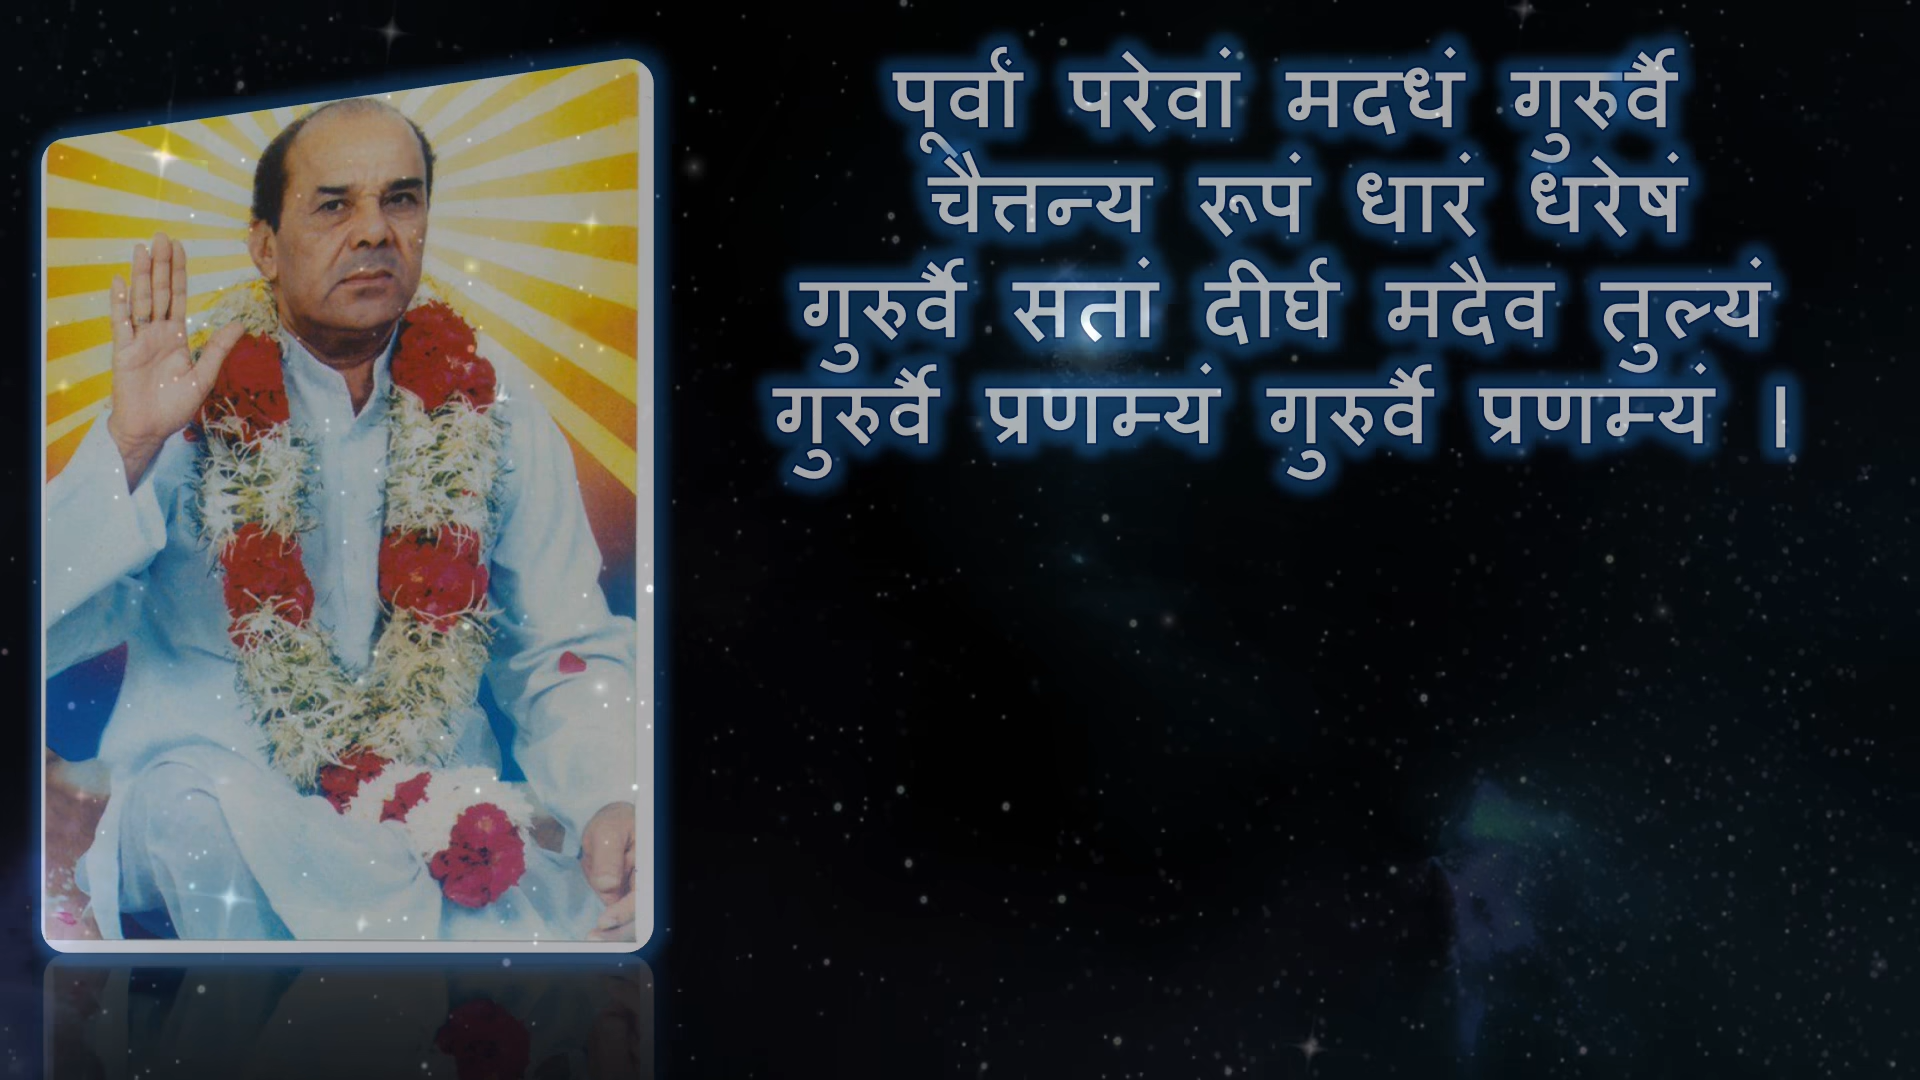 पूर्वां परेवां मदधं गुरुर्वै
चैत्तन्य रूपं धारं धरेषं
गुरुर्वै सतां दीर्घ मदैव तुल्यं
गुरुर्वै प्रणम्यं गुरुर्वै प्रणम्यं ।